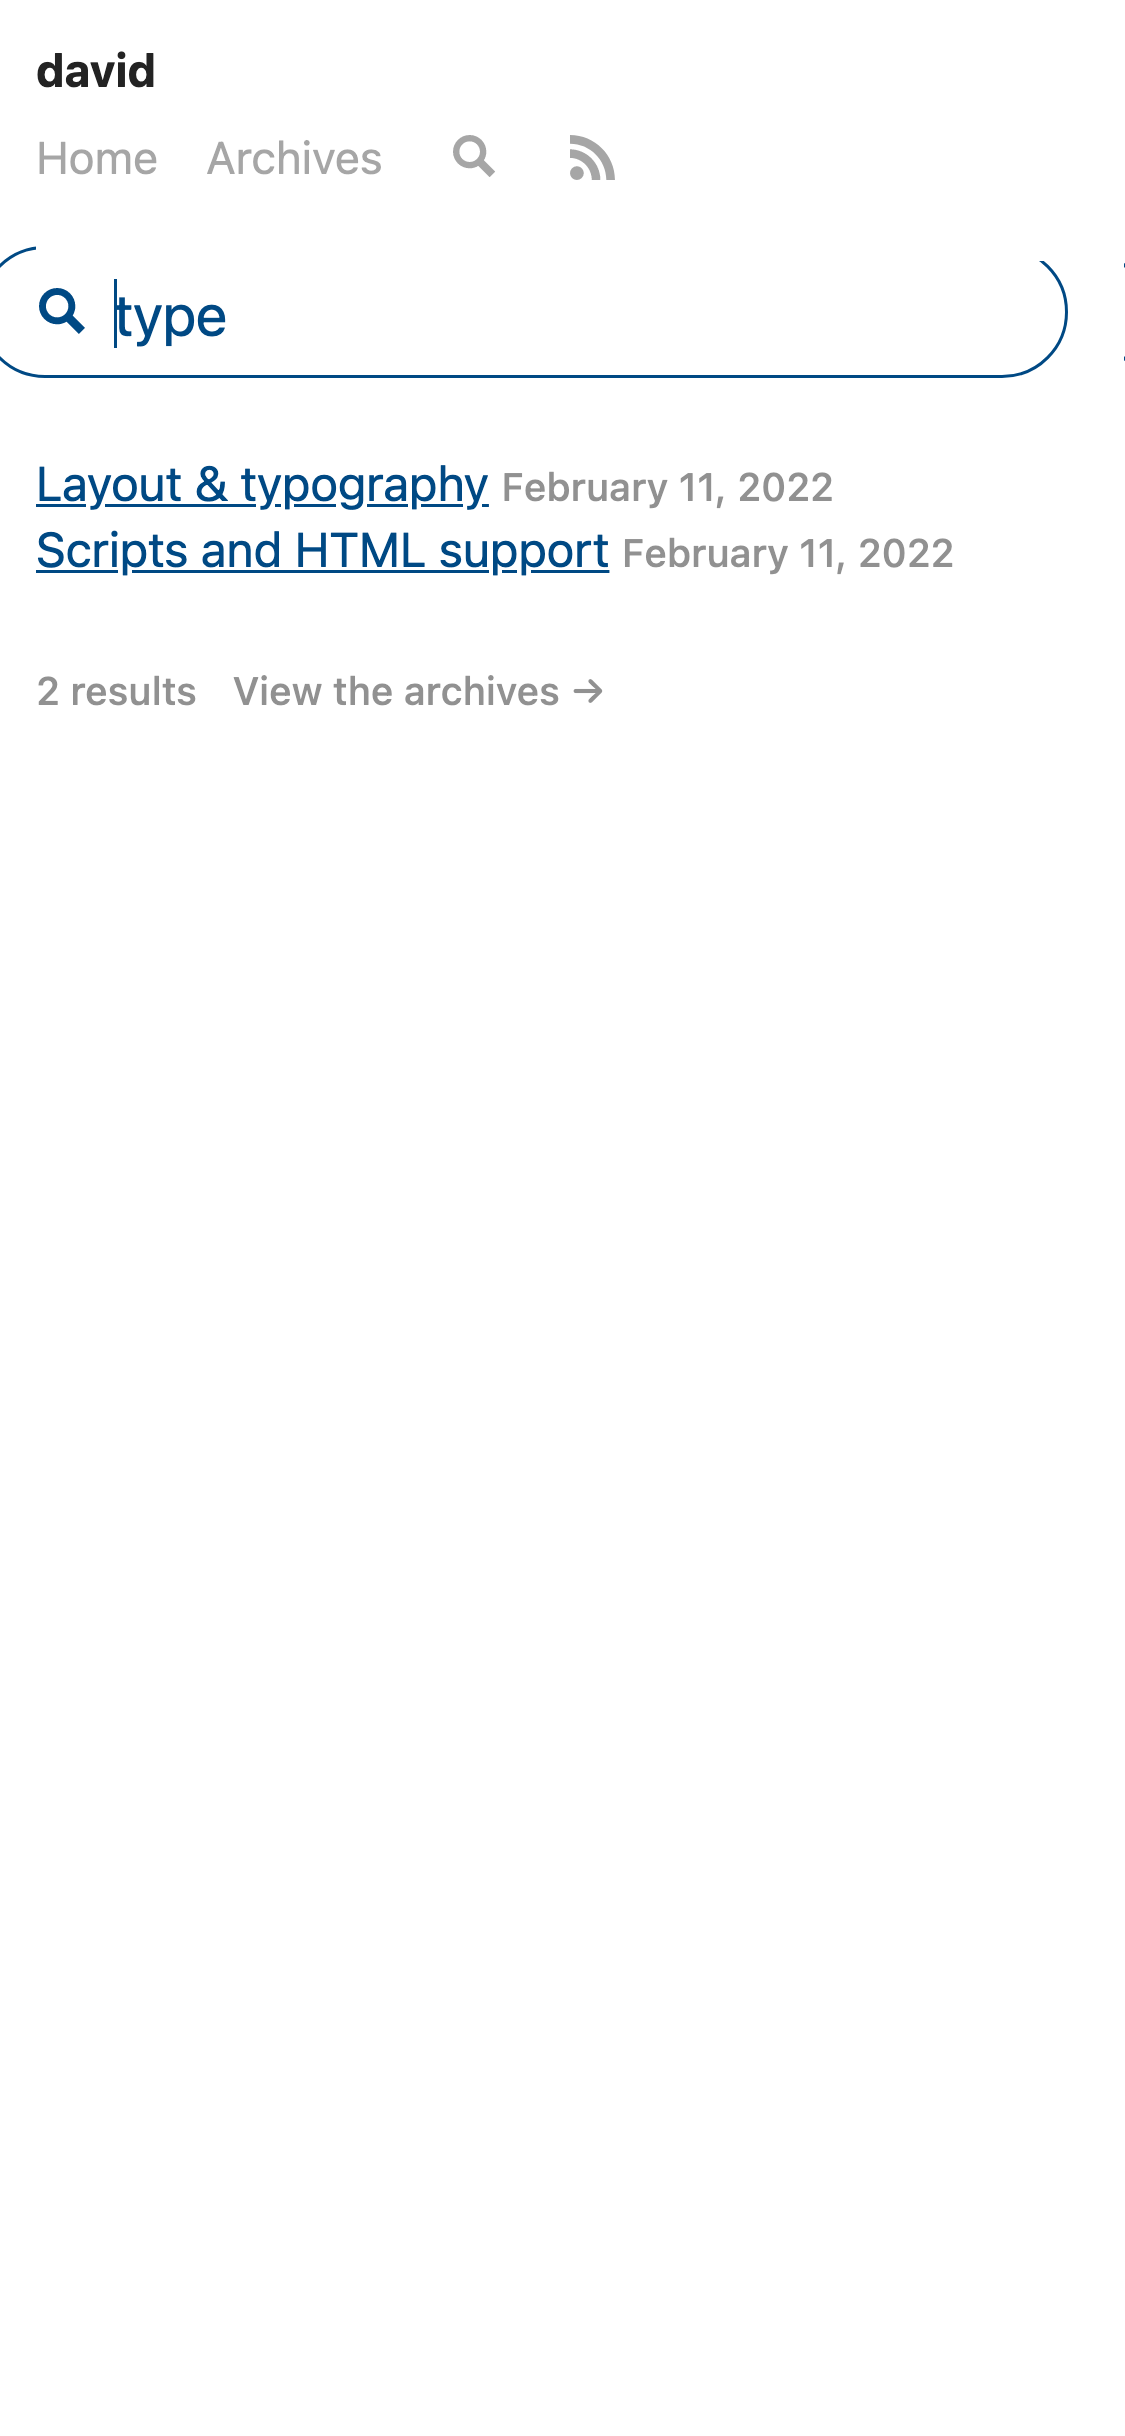 david
Home Archives
type
Layout & typography February 11, 2022
Scripts and HTML support February 11, 2022
2 results View the archives →